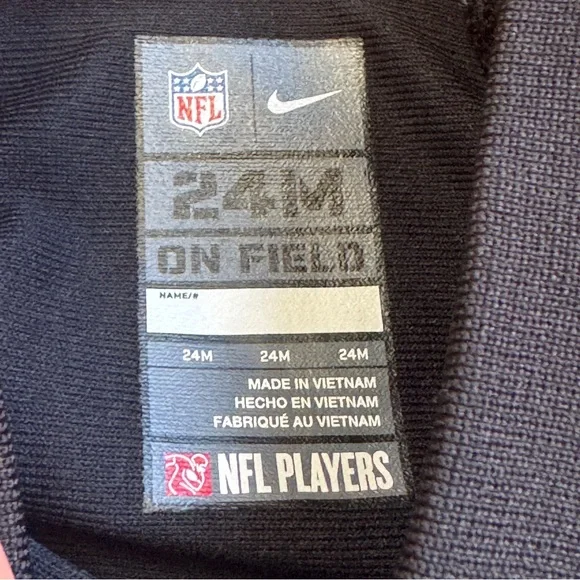 NFL
24M
ON FIELD
NAME/#
24M 24M 24M
MADE IN VIETNAM
HECHO EN VIETNAM
FABRIQUÉ AU VIETNAM
NFL PLAYERS